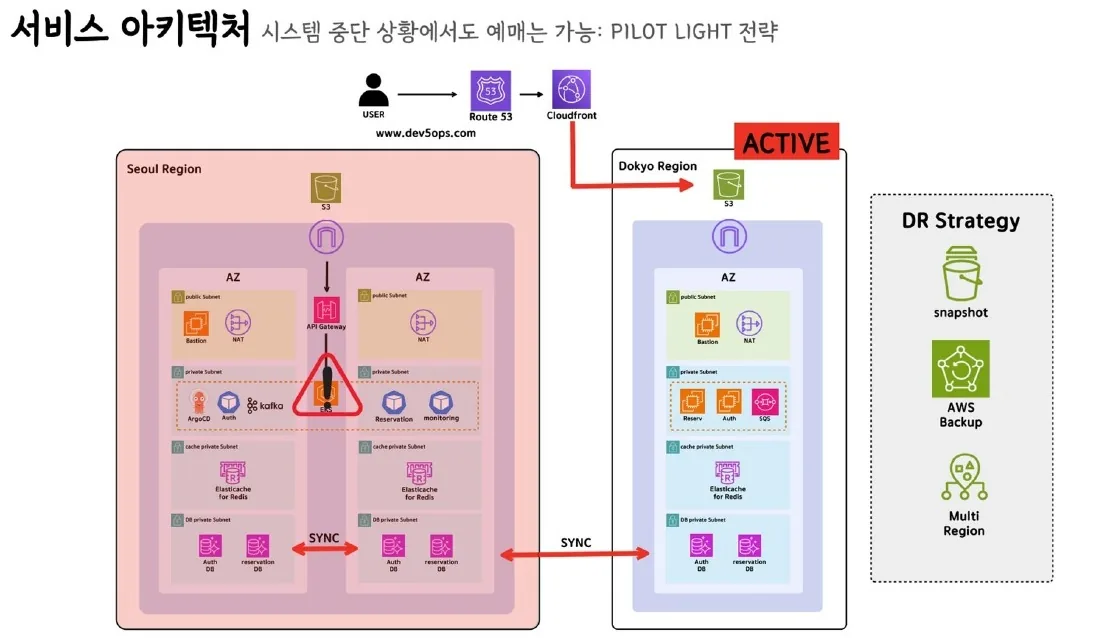 서비스 아키텍처 시스템 중단 상황에서도 예매는 가능: PILOT LIGHT 전략
USER
53
Route 53
Cloudfront
www.dev5ops.com
ACTIVE
Seoul Region
S3
AZ
AZ
public Subnet
Bastion
NAT
API Gateway
public Subnet
NAT
private Subnet
ArgoCD
Auth
kafka
EKS
private Subnet
Reservation
monitoring
cache private Subnet
R
Elasticache
for Redis
cache private Subnet
R
Elasticache
for Redis
DB private Subnet
Auth
DB
reservation
DB
SYNC
DB private Subnet
Auth
DB
reservation
DB
SYNC
Dokyo Region
S3
AZ
public Subnet
Bastion
NAT
private Subnet
Reserv
Auth
SQS
cache private Subnet
R
Elasticache
for Redis
DB private Subnet
Auth
DB
reservation
DB
DR Strategy
snapshot
AWS
Backup
Multi
Region